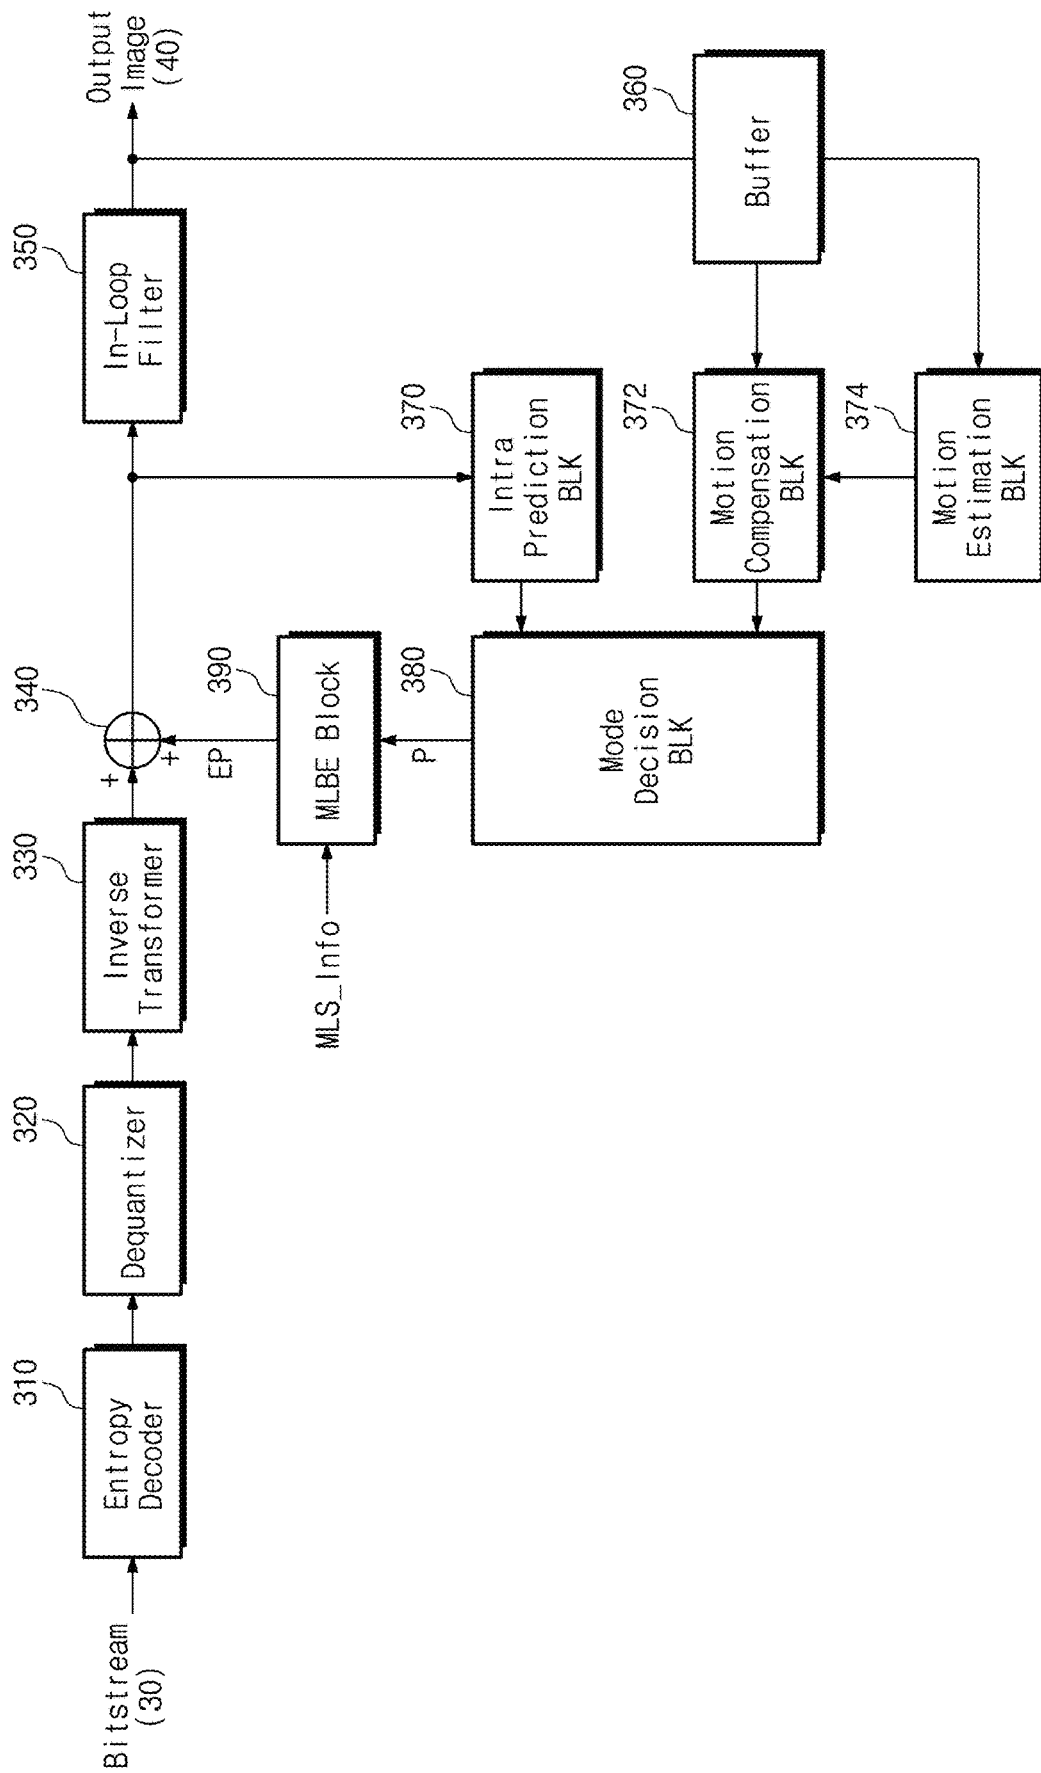 Bitstream
(30)
310
Entropy
Decoder
320
Dequantizer
330
Inverse
Transformer
340
+
+
350
In-Loop
Filter
Output
Image
(40)
EP
MLS_Info
390
MLBE Block
P
380
Mode
Decision
BLK
370
Intra
Prediction
BLK
372
Motion
Compensation
BLK
374
Motion
Estimation
BLK
360
Buffer